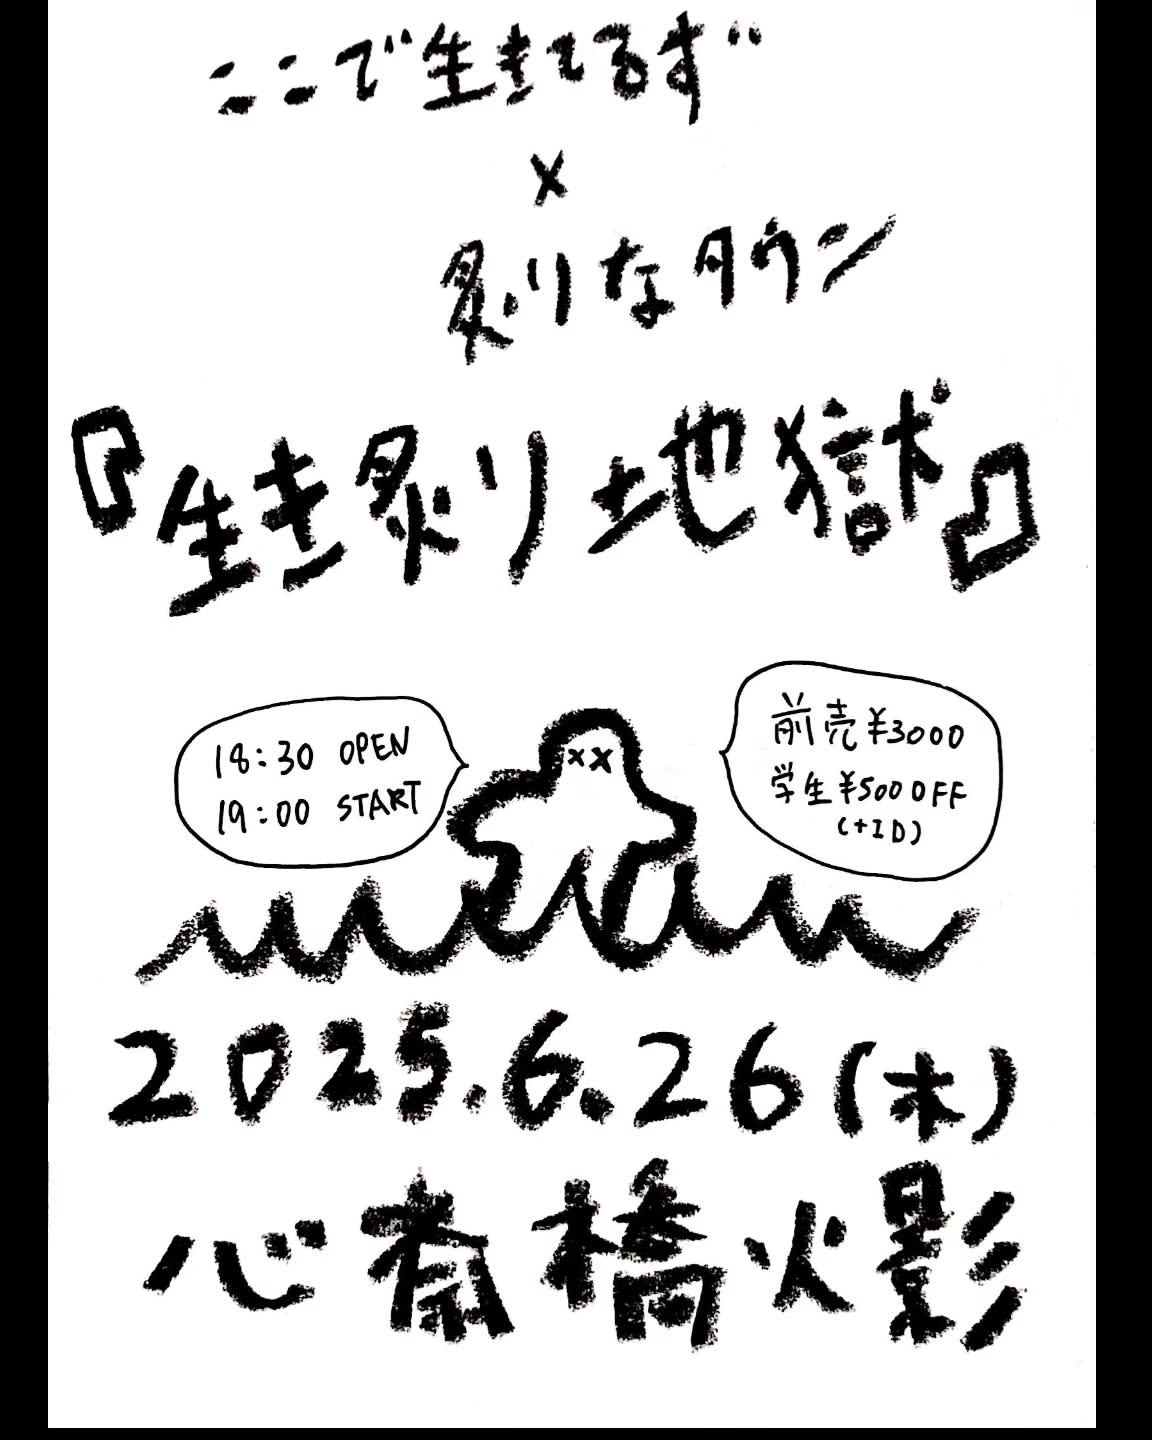 ここで生きてるず
×
炙りなタウン
『生き炙り地獄』
18:30 OPEN
19:00 START
前売¥3000
学生¥500OFF
(+ID)
2025.6.26(木)
心斎橋火影